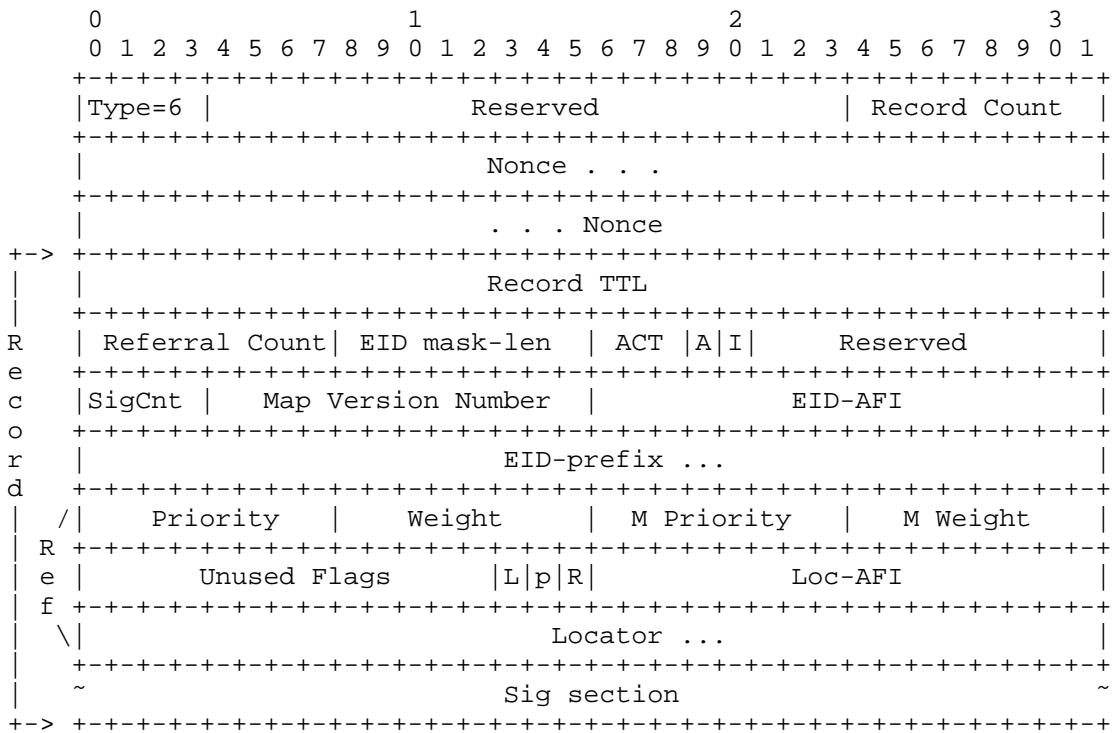 0                   1                   2                   3
        0 1 2 3 4 5 6 7 8 9 0 1 2 3 4 5 6 7 8 9 0 1 2 3 4 5 6 7 8 9 0 1
       +-+-+-+-+-+-+-+-+-+-+-+-+-+-+-+-+-+-+-+-+-+-+-+-+-+-+-+-+-+-+-+-+
       |Type=6 |                Reserved               | Record Count  |
       +-+-+-+-+-+-+-+-+-+-+-+-+-+-+-+-+-+-+-+-+-+-+-+-+-+-+-+-+-+-+-+-+
       |                         Nonce . . .                           |
       +-+-+-+-+-+-+-+-+-+-+-+-+-+-+-+-+-+-+-+-+-+-+-+-+-+-+-+-+-+-+-+-+
       |                         . . . Nonce                           |
   +-> +-+-+-+-+-+-+-+-+-+-+-+-+-+-+-+-+-+-+-+-+-+-+-+-+-+-+-+-+-+-+-+-+
   |   |                         Record TTL                            |
   |   +-+-+-+-+-+-+-+-+-+-+-+-+-+-+-+-+-+-+-+-+-+-+-+-+-+-+-+-+-+-+-+-+
   R   | Referral Count| EID mask-len  | ACT |A|I|     Reserved        |
   e   +-+-+-+-+-+-+-+-+-+-+-+-+-+-+-+-+-+-+-+-+-+-+-+-+-+-+-+-+-+-+-+-+
   c   |SigCnt |   Map Version Number  |            EID-AFI            |
   o   +-+-+-+-+-+-+-+-+-+-+-+-+-+-+-+-+-+-+-+-+-+-+-+-+-+-+-+-+-+-+-+-+
   r   |                          EID-prefix ...                       |
   d   +-+-+-+-+-+-+-+-+-+-+-+-+-+-+-+-+-+-+-+-+-+-+-+-+-+-+-+-+-+-+-+-+
   |  /|    Priority   |    Weight     |  M Priority   |   M Weight    |
   | R +-+-+-+-+-+-+-+-+-+-+-+-+-+-+-+-+-+-+-+-+-+-+-+-+-+-+-+-+-+-+-+-+
   | e |       Unused Flags      |L|p|R|            Loc-AFI            |
   | f +-+-+-+-+-+-+-+-+-+-+-+-+-+-+-+-+-+-+-+-+-+-+-+-+-+-+-+-+-+-+-+-+
   |  \|                             Locator ...                       |
   |   +-+-+-+-+-+-+-+-+-+-+-+-+-+-+-+-+-+-+-+-+-+-+-+-+-+-+-+-+-+-+-+-+
   |   ~                          Sig section                          ~
   +-> +-+-+-+-+-+-+-+-+-+-+-+-+-+-+-+-+-+-+-+-+-+-+-+-+-+-+-+-+-+-+-+-+